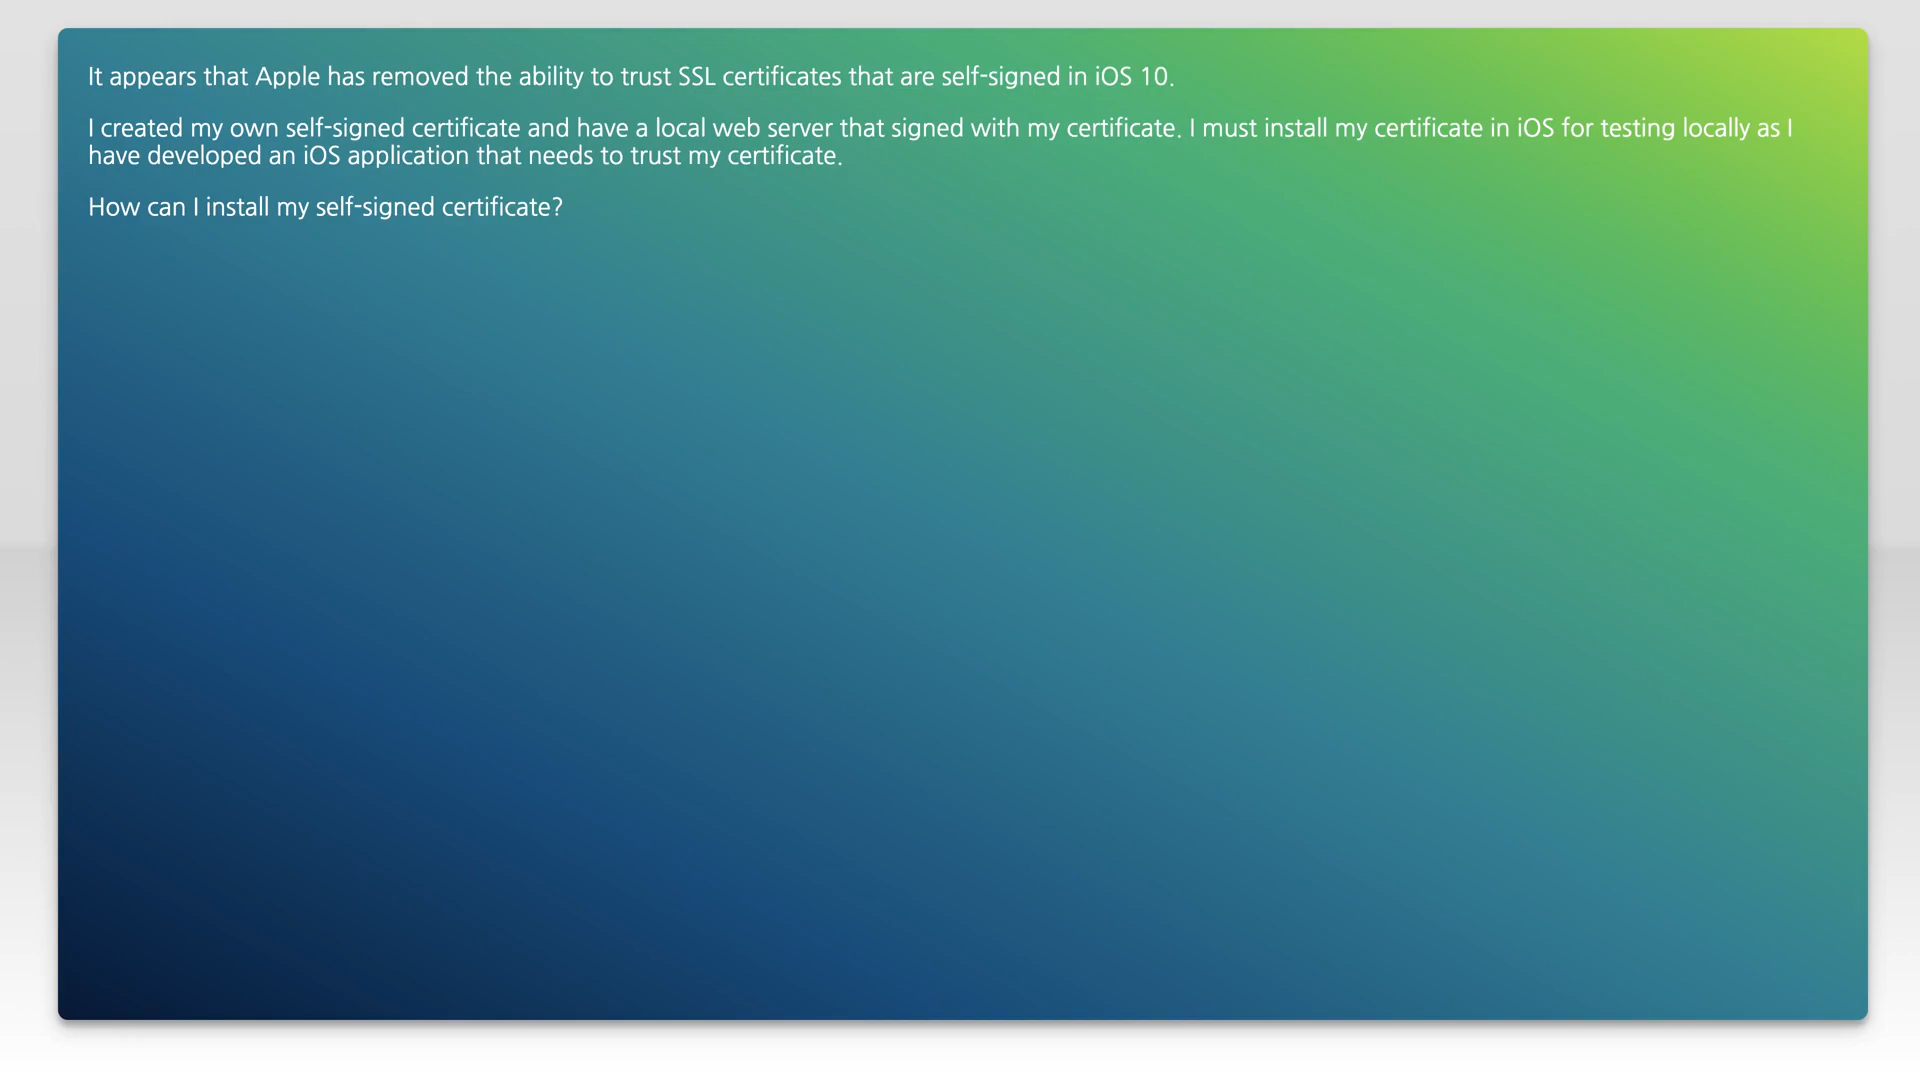 It appears that Apple has removed the ability to trust SSL certificates that are self-signed in iOS 10.
I created my own self-signed certificate and have a local web server that signed with my certificate. I must install my certificate in iOS for testing locally as I
have developed an iOS application that needs to trust my certificate.
How can I install my self-signed certificate?